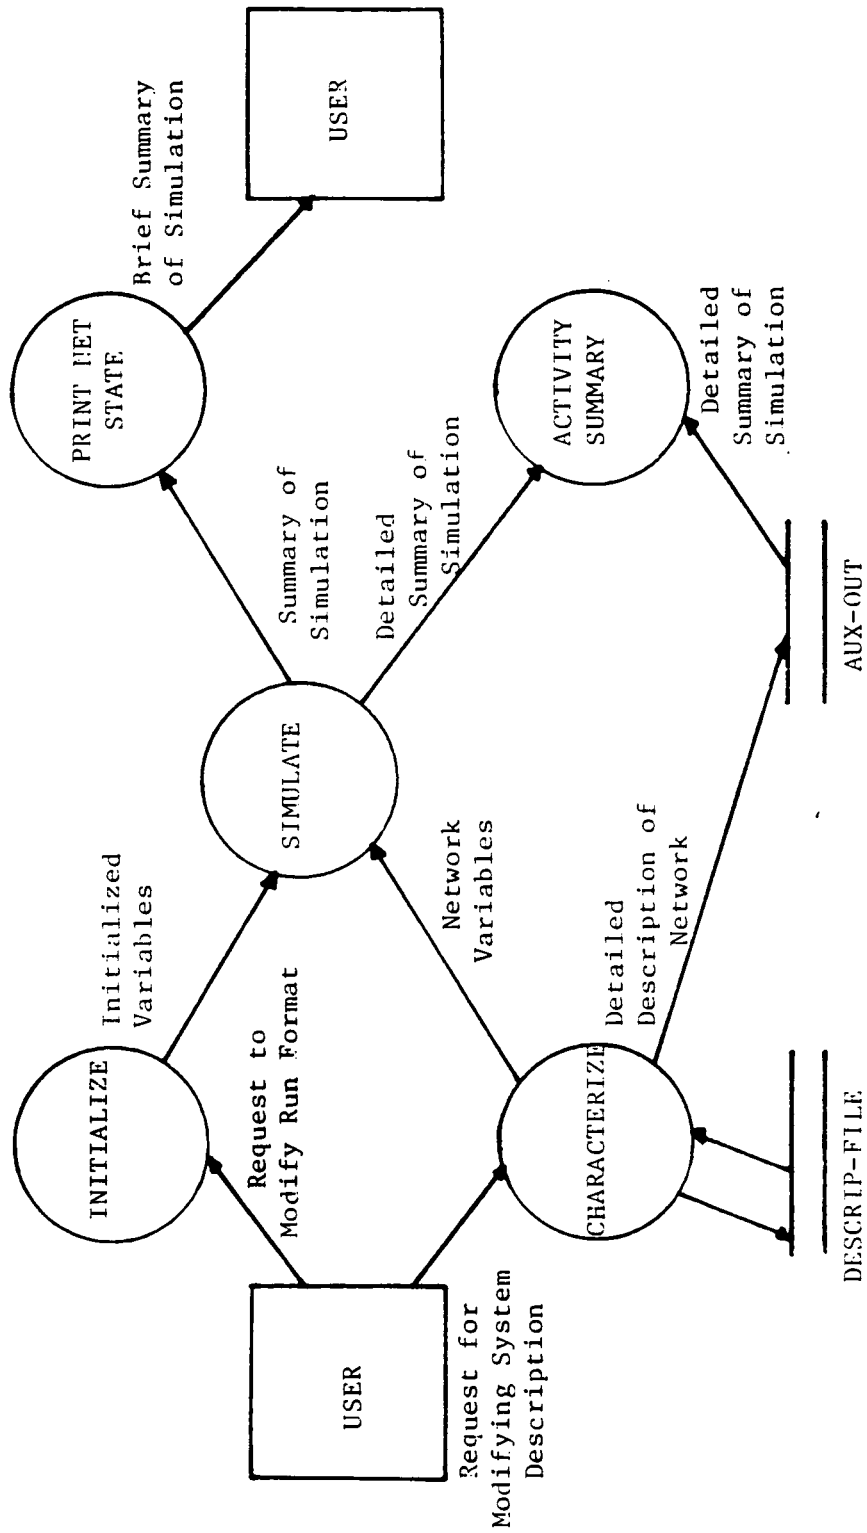 USER
Request to
Modify Run Format
Request for
Modifying System
Description
INITIALIZE
Initialized
Variables
CHARACTERIZE
Network
Variables
Detailed
Description of
Network
DESCRIP-FILE
SIMULATE
Summary of
Simulation
Detailed
Summary of
Simulation
PRINT NET
STATE
Brief Summary
of Simulation
USER
ACTIVITY
SUMMARY
Detailed
Summary of
Simulation
AUX-OUT